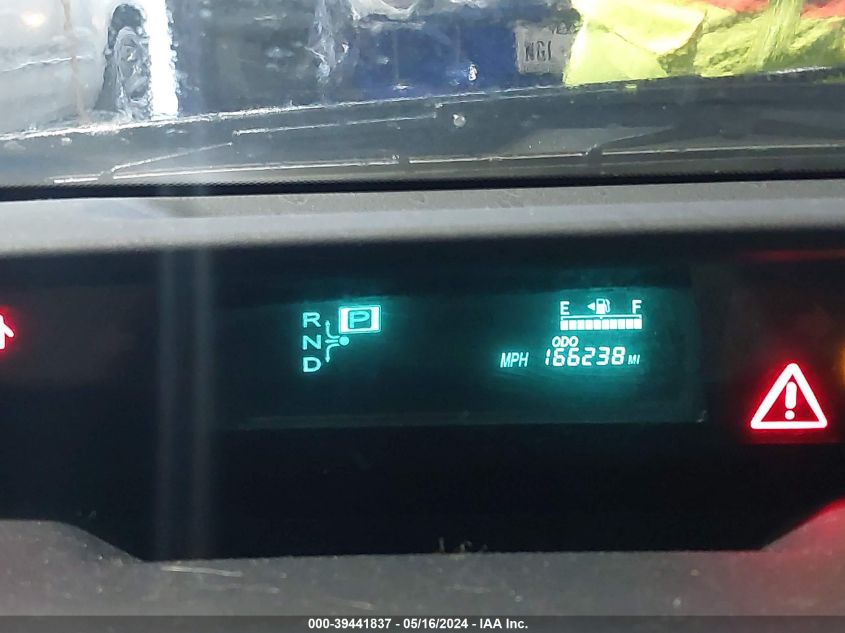 R P
N
D
E F
ODO
MPH 166238 MI
000-39441837 - 05/16/2024 - IAA Inc.